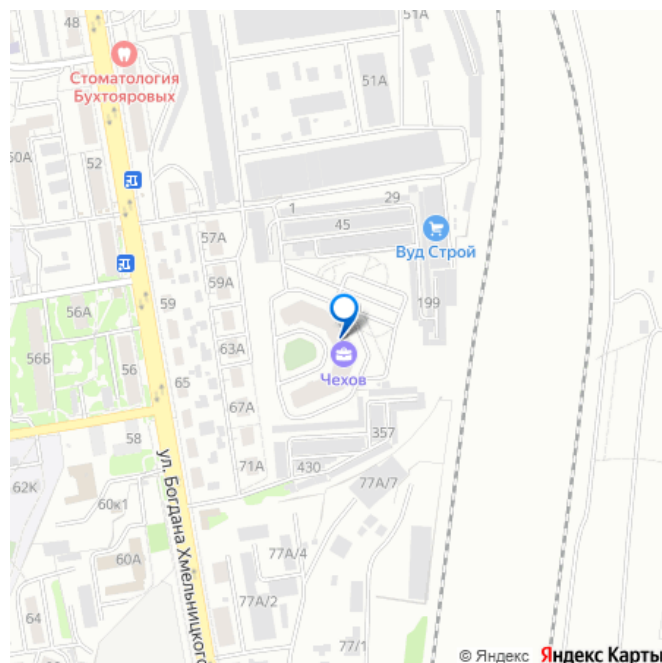 48
51А
Стоматология
Бухтояровых
51А
50А
52
1
29
45
57А
Вуд Строй
59А
59
199
56А
63А
56Б
56
65
Чехов
67А
58
357
71А
430
77А/7
62К
60к1
ул. Богдана Хмельницкого
60А
77А/4
77А/2
64
77/1
© Яндекс Яндекс Карты